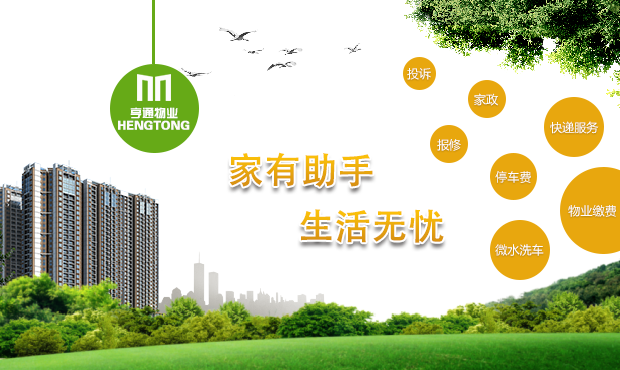 亨通物业
HENGTONG
家有助手
生活无忧
投诉
家政
快递服务
报修
停车费
物业缴费
微水洗车